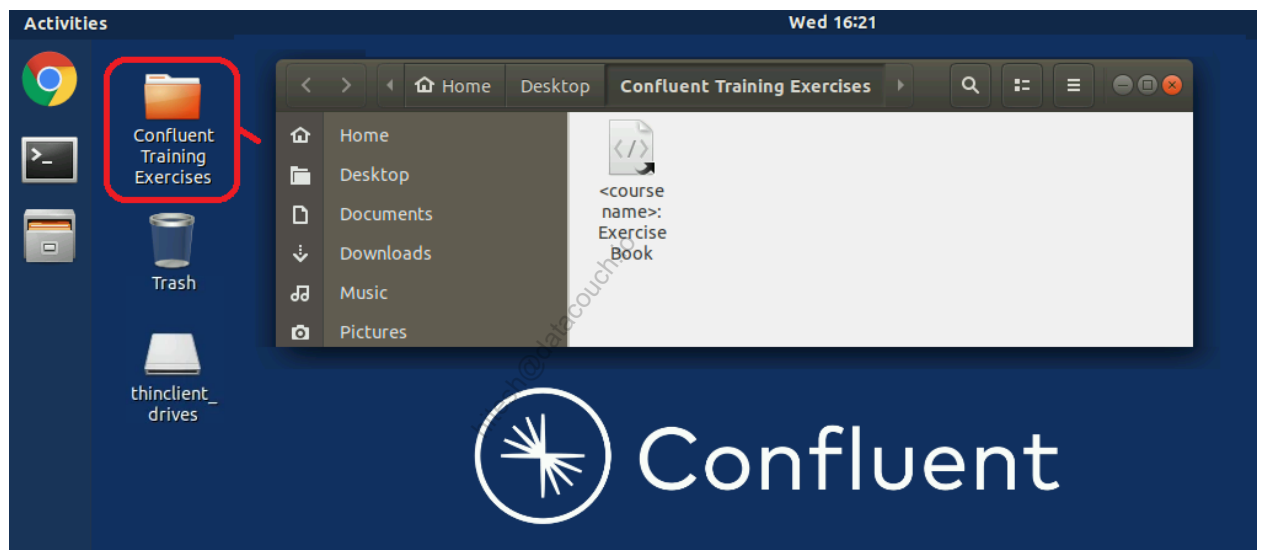 Activities
Wed 16:21
Confluent
Training
Exercises
Trash
thinclient_
drives
Home
Desktop
Confluent Training Exercises
Home
Desktop
Documents
Downloads
Music
Pictures
<course
name>:
Exercise
Book
Confluent